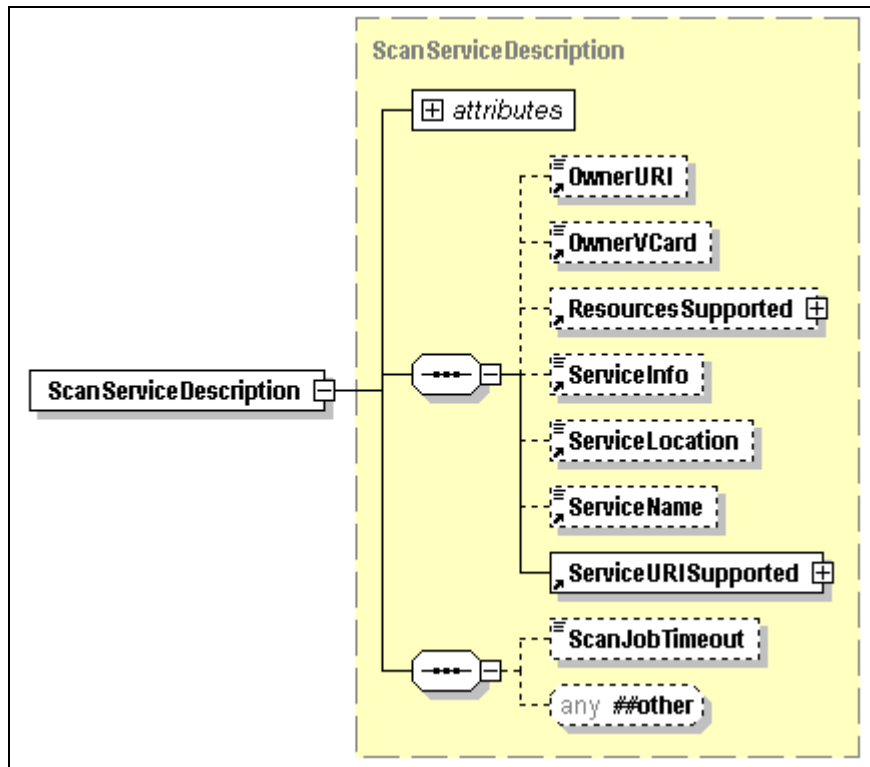 ScanServiceDescription
attributes
OwnerURI
OwnerVCard
ResourcesSupported
ServiceInfo
ScanServiceDescription
ServiceLocation
ServiceName
ServiceURISupported
ScanJobTimeout
any ##other